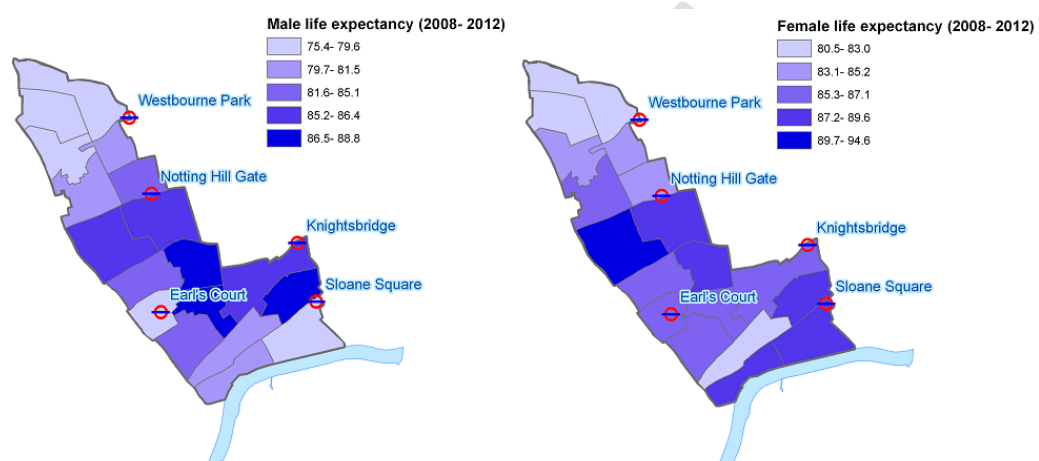 Male life expectancy (2008- 2012)
75.4- 79.6
79.7- 81.5
81.6- 85.1
85.2- 86.4
86.5- 88.8
Westbourne Park
Notting Hill Gate
Knightsbridge
Earl's Court
Sloane Square
Female life expectancy (2008- 2012)
80.5- 83.0
83.1- 85.2
85.3- 87.1
87.2- 89.6
89.7- 94.6
Westbourne Park
Notting Hill Gate
Knightsbridge
Earl's Court
Sloane Square